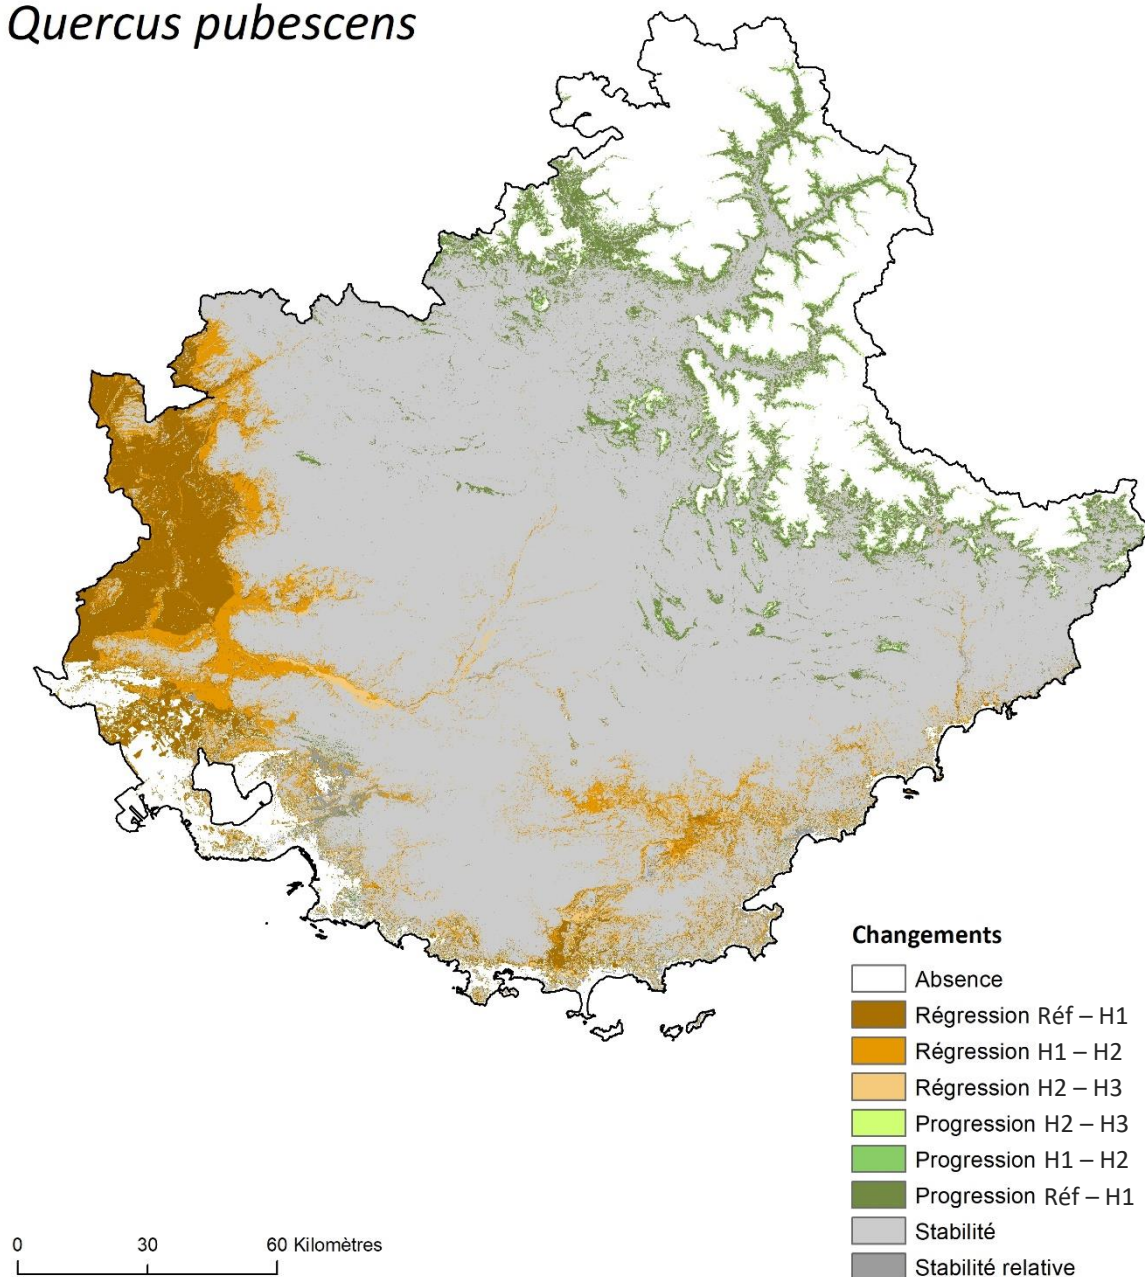 Quercus pubescens
Changements
Absence
Régression Réf – H1
Régression H1 – H2
Régression H2 – H3
Progression H2 – H3
Progression H1 – H2
Progression Réf – H1
Stabilité
Stabilité relative
0 30 60 Kilomètres